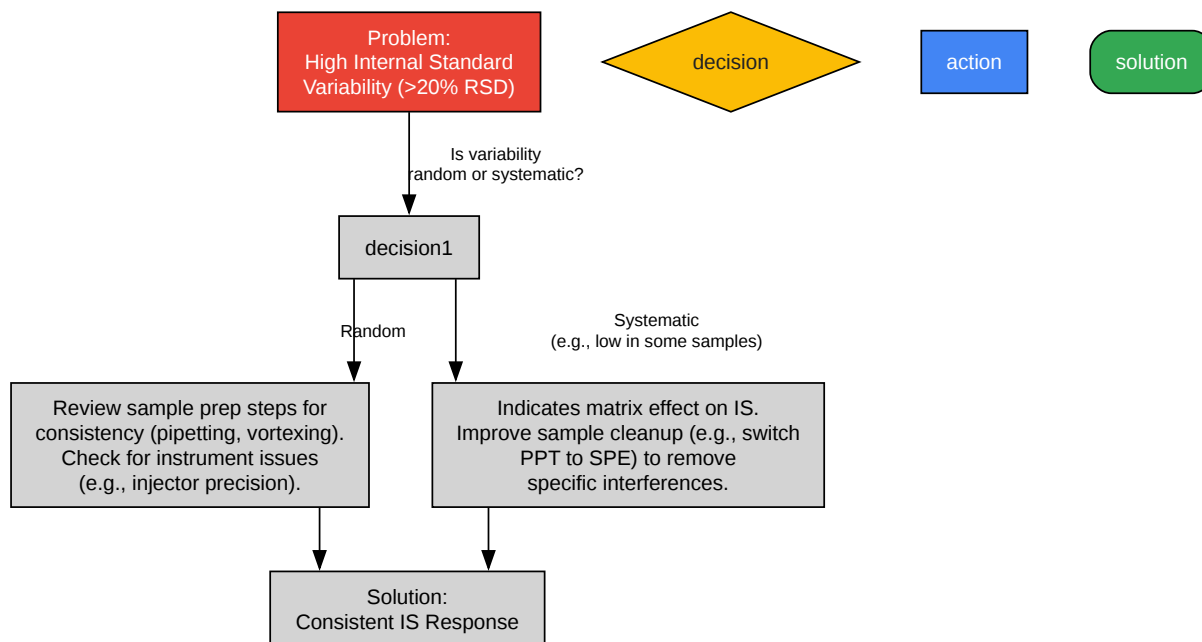 Problem:
High Internal Standard
Variability (>20% RSD)
decision
action
solution
Is variability
random or systematic?
decision1
Random
Systematic
(e.g., low in some samples)
Review sample prep steps for
consistency (pipetting, vortexing).
Check for instrument issues
(e.g., injector precision).
Indicates matrix effect on IS.
Improve sample cleanup (e.g., switch
PPT to SPE) to remove
specific interferences.
Solution:
Consistent IS Response